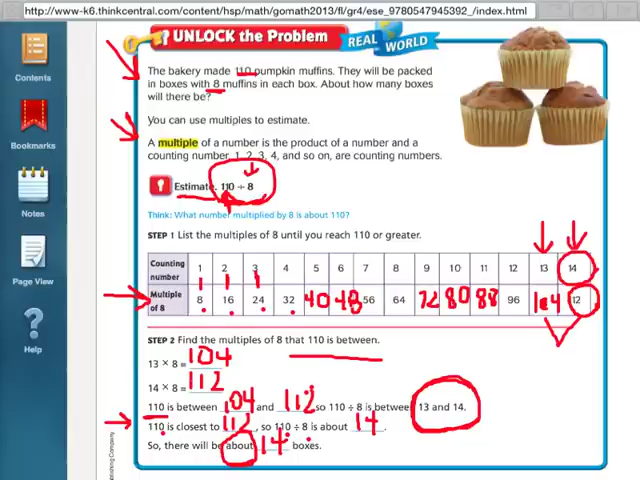 http://www-k6.thinkcentral.com/content/hsp/math/gomath2013/fl/gr4/ese_9780547945392_/index.html
Contents
Bookmarks
Notes
Page View
Help
UNLOCK the Problem
REAL WORLD
The bakery made 110 pumpkin muffins. They will be packed
in boxes with 8 muffins in each box. About how many boxes
will there be?
You can use multiples to estimate.
A multiple of a number is the product of a number and a
counting number. 1, 2, 3, 4, and so on, are counting numbers.
Estimate. 110 ÷ 8
Think: What number multiplied by 8 is about 110?
STEP 1 List the multiples of 8 until you reach 110 or greater.
Counting number 1 2 3 4 5 6 7 8 9 10 11 12 13 14
Multiple of 8 8 16 24 32 40 48 56 64 72 80 88 96 104 112
STEP 2 Find the multiples of 8 that 110 is between.
13 × 8 = 104
14 × 8 = 112
110 is between 104 and 112, so 110 ÷ 8 is between 13 and 14.
110 is closest to 112, so 110 ÷ 8 is about 14.
So, there will be about 14 boxes.
ublishing Company